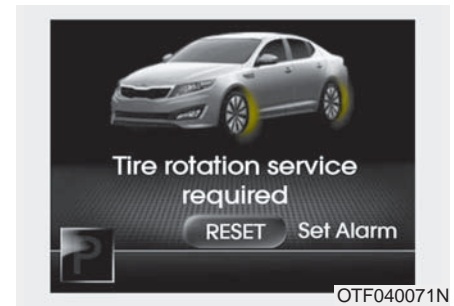 Tire rotation service
required
RESET Set Alarm
P
OTF040071N